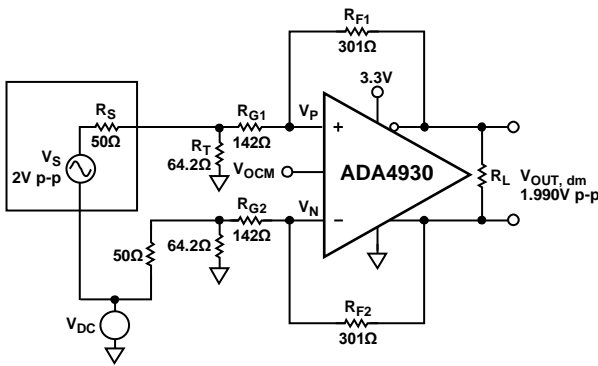 RF1
301Ω
3.3V
RS
50Ω
VS
2V p-p
RT
64.2Ω
RG1
142Ω
VP
+
VOCM
ADA4930
RL
VOUT, dm
1.990V p-p
50Ω
64.2Ω
RG2
142Ω
VN
−
VDC
RF2
301Ω